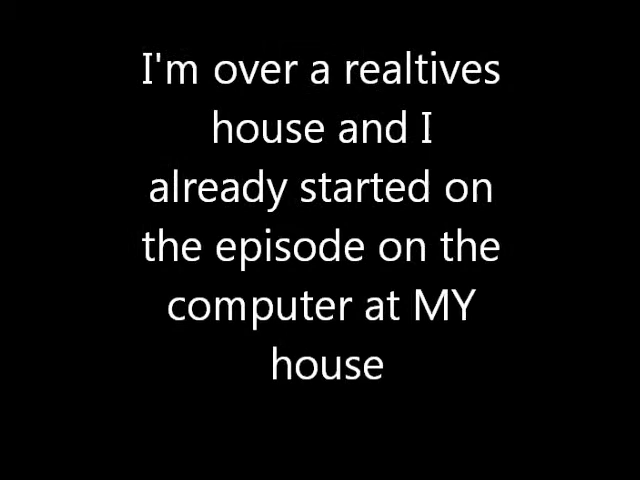 I'm over a realtives
house and I
already started on
the episode on the
computer at MY
house